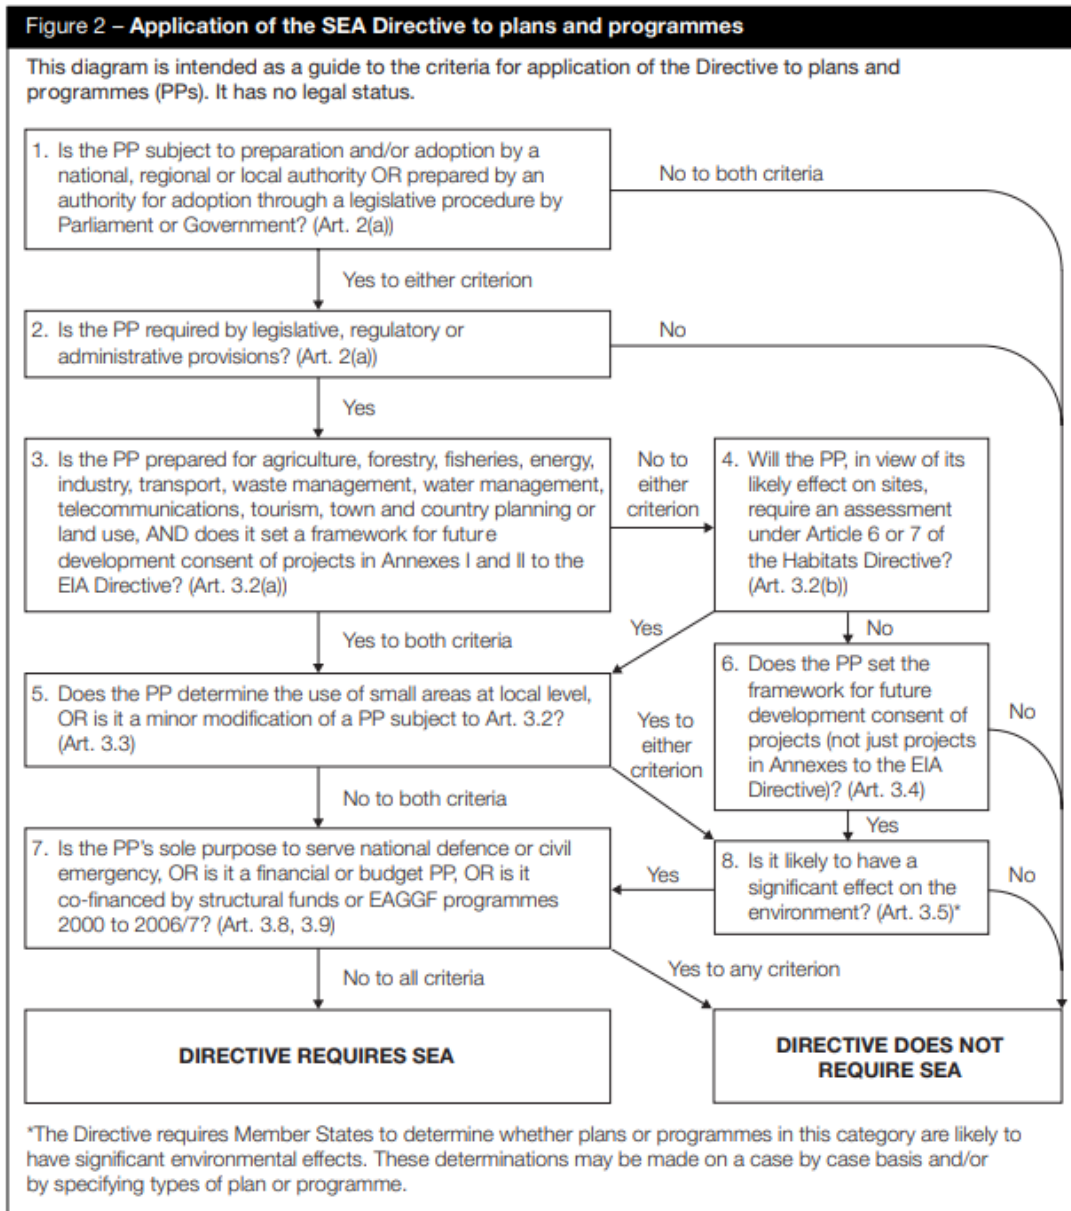 Figure 2 – Application of the SEA Directive to plans and programmes
This diagram is intended as a guide to the criteria for application of the Directive to plans and
programmes (PPs). It has no legal status.
1. Is the PP subject to preparation and/or adoption by a
national, regional or local authority OR prepared by an
authority for adoption through a legislative procedure by
Parliament or Government? (Art. 2(a))
No to both criteria
Yes to either criterion
2. Is the PP required by legislative, regulatory or
administrative provisions? (Art. 2(a))
No
Yes
3. Is the PP prepared for agriculture, forestry, fisheries, energy,
industry, transport, waste management, water management,
telecommunications, tourism, town and country planning or
land use, AND does it set a framework for future
development consent of projects in Annexes I and II to the
EIA Directive? (Art. 3.2(a))
No to
either
criterion
4. Will the PP, in view of its
likely effect on sites,
require an assessment
under Article 6 or 7 of
the Habitats Directive?
(Art. 3.2(b))
Yes to both criteria
Yes
No
5. Does the PP determine the use of small areas at local level,
OR is it a minor modification of a PP subject to Art. 3.2?
(Art. 3.3)
Yes to
either
criterion
6. Does the PP set the
framework for future
development consent of
projects (not just projects
in Annexes to the EIA
Directive)? (Art. 3.4)
No
No to both criteria
Yes
7. Is the PP's sole purpose to serve national defence or civil
emergency, OR is it a financial or budget PP, OR is it
co-financed by structural funds or EAGGF programmes
2000 to 2006/7? (Art. 3.8, 3.9)
Yes
8. Is it likely to have a
significant effect on the
environment? (Art. 3.5)*
No
No to all criteria
Yes to any criterion
DIRECTIVE REQUIRES SEA
DIRECTIVE DOES NOT
REQUIRE SEA
*The Directive requires Member States to determine whether plans or programmes in this category are likely to
have significant environmental effects. These determinations may be made on a case by case basis and/or
by specifying types of plan or programme.